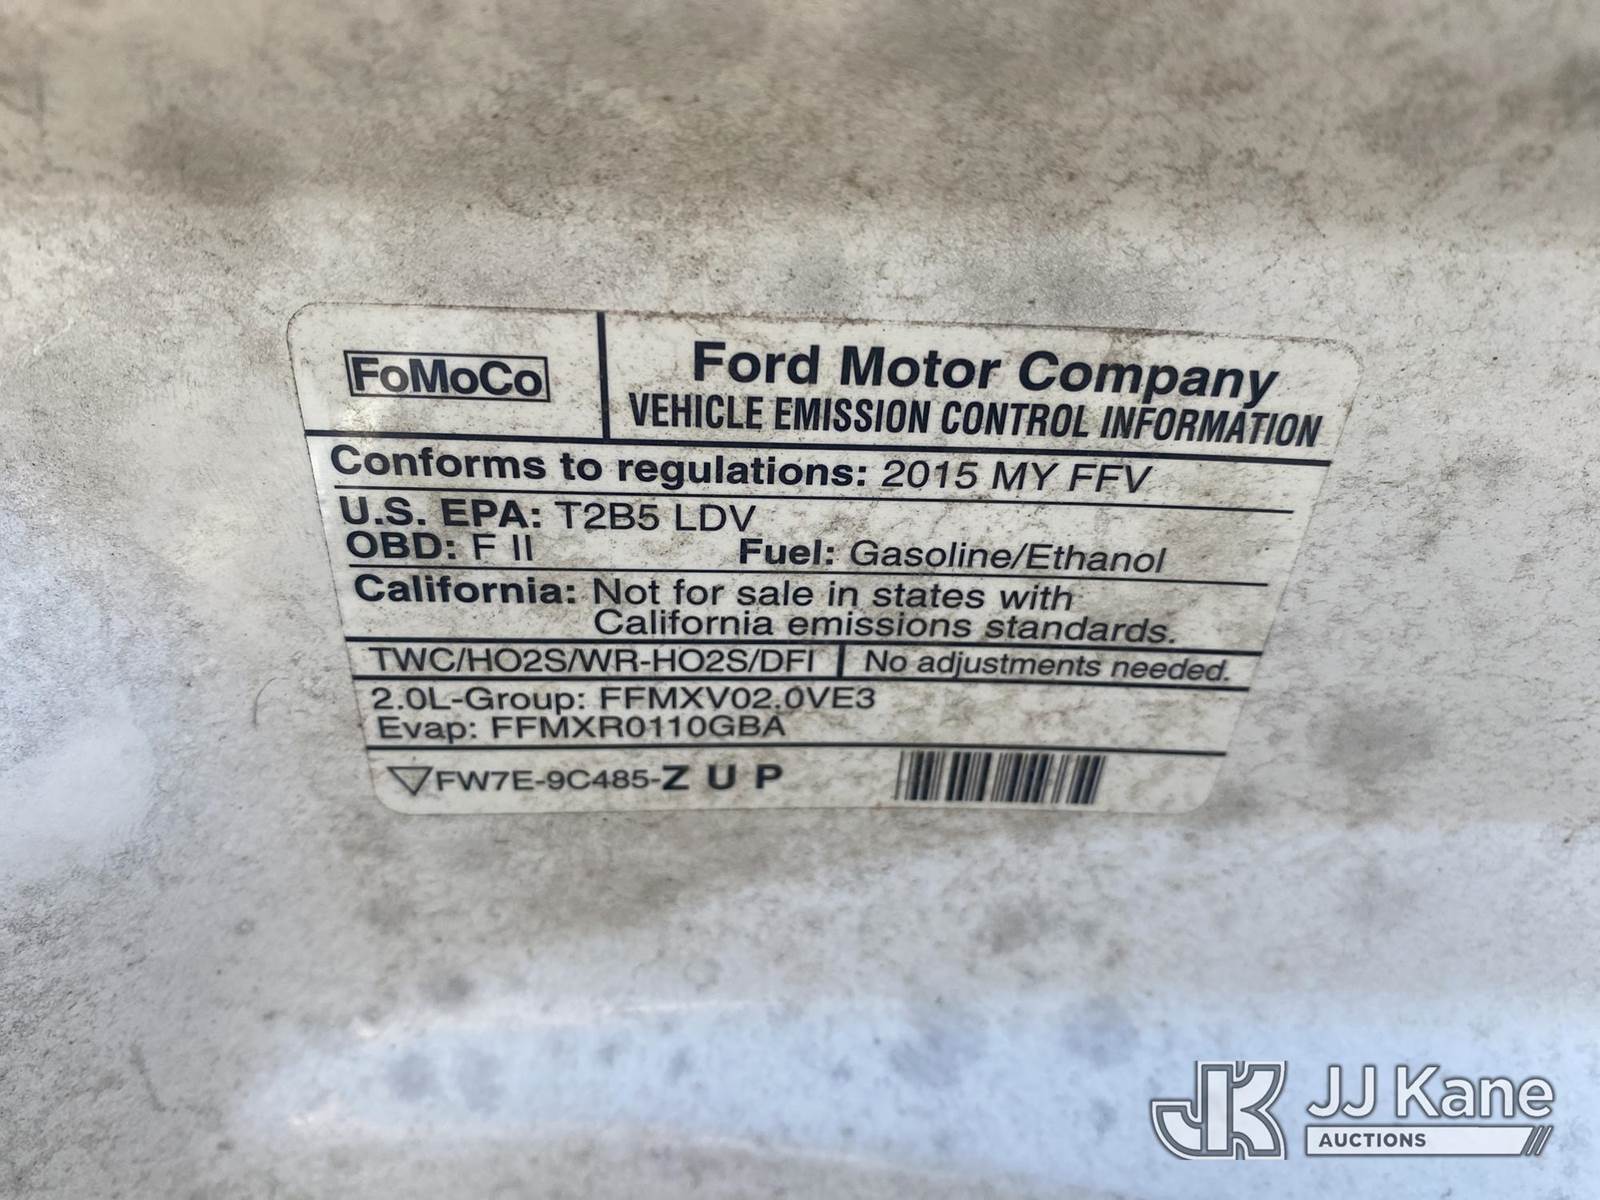 FoMoCo
Ford Motor Company
VEHICLE EMISSION CONTROL INFORMATION
Conforms to regulations: 2015 MY FFV
U.S. EPA: T2B5 LDV
OBD: F II Fuel: Gasoline/Ethanol
California: Not for sale in states with
California emissions standards.
TWC/HO2S/WR-HO2S/DFI No adjustments needed.
2.0L-Group: FFMXV02.0VE3
Evap: FFMXR0110GBA
FW7E-9C485-Z U P
JK JJ Kane
AUCTIONS